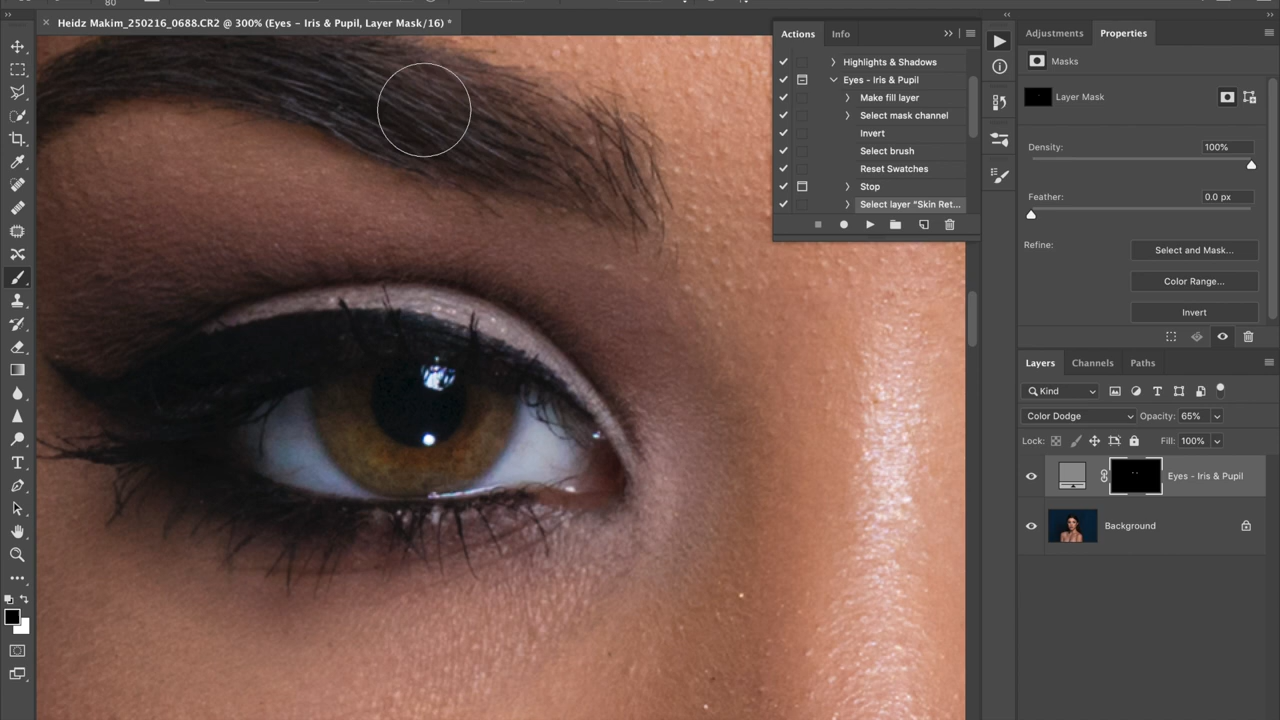 80
× Heidz Makim_250216_0688.CR2 @ 300% (Eyes - Iris & Pupil, Layer Mask/16) *
Actions Info
Highlights & Shadows
Eyes - Iris & Pupil
Make fill layer
Select mask channel
Invert
Select brush
Reset Swatches
Stop
Select layer “Skin Ret...
Adjustments Properties
Masks
Layer Mask
Density: 100%
Feather: 0.0 px
Refine: Select and Mask...
Color Range...
Invert
Layers Channels Paths
Kind
Color Dodge Opacity: 65%
Lock: Fill: 100%
Eyes - Iris & Pupil
Background